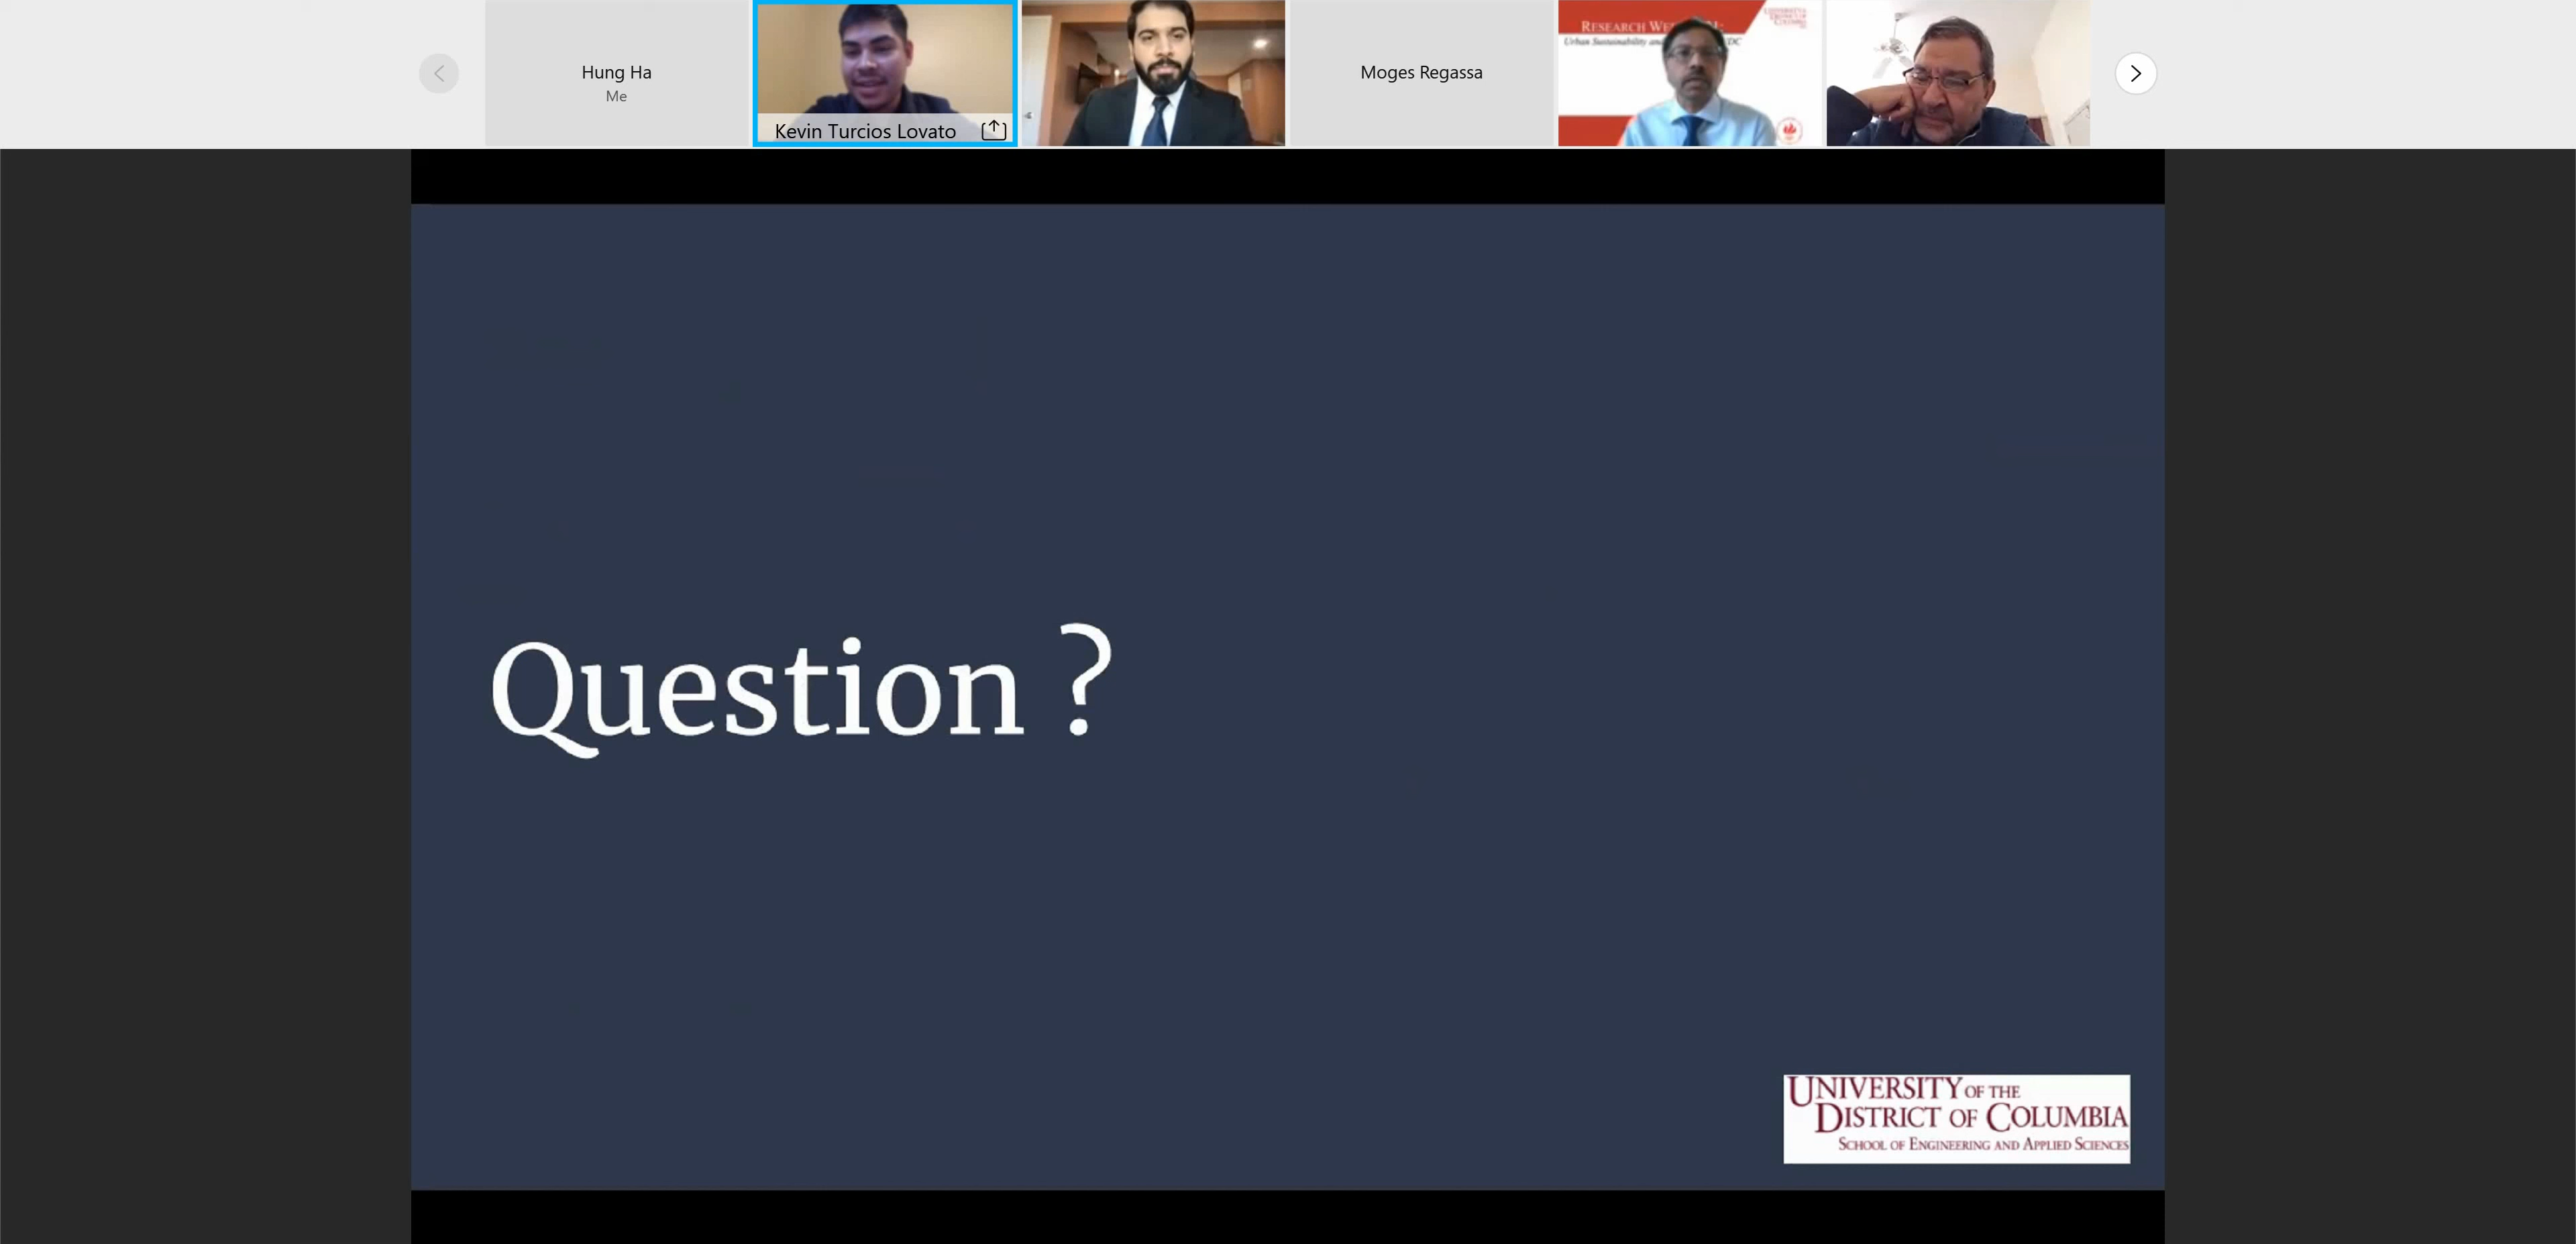 Hung Ha
Me
Kevin Turcios Lovato
Moges Regassa
Question ?
UNIVERSITY OF THE
DISTRICT OF COLUMBIA
SCHOOL OF ENGINEERING AND APPLIED SCIENCES